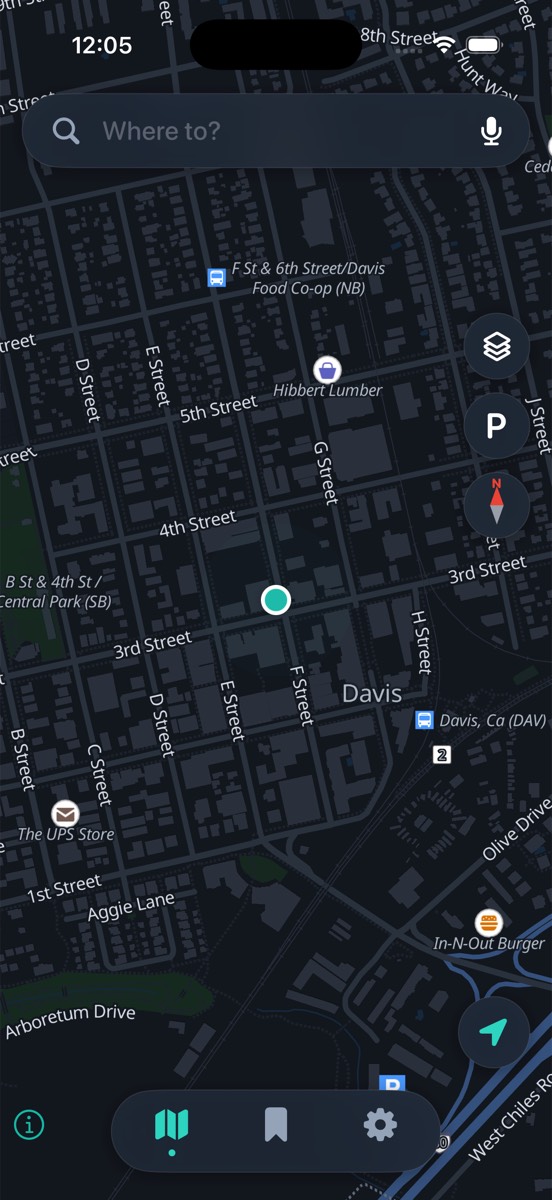 12:05
8th Street
Hunt Way
Where to?
F St & 6th Street/Davis
Food Co-op (NB)
Hibbert Lumber
D Street
E Street
5th Street
G Street
J Street
N
P
4th Street
B St & 4th St /
Central Park (SB)
3rd Street
3rd Street
H Street
Davis
F Street
E Street
D Street
Davis, Ca (DAV)
2
B Street
C Street
The UPS Store
Olive Drive
1st Street
Aggie Lane
In-N-Out Burger
Arboretum Drive
P
West Chiles Ro